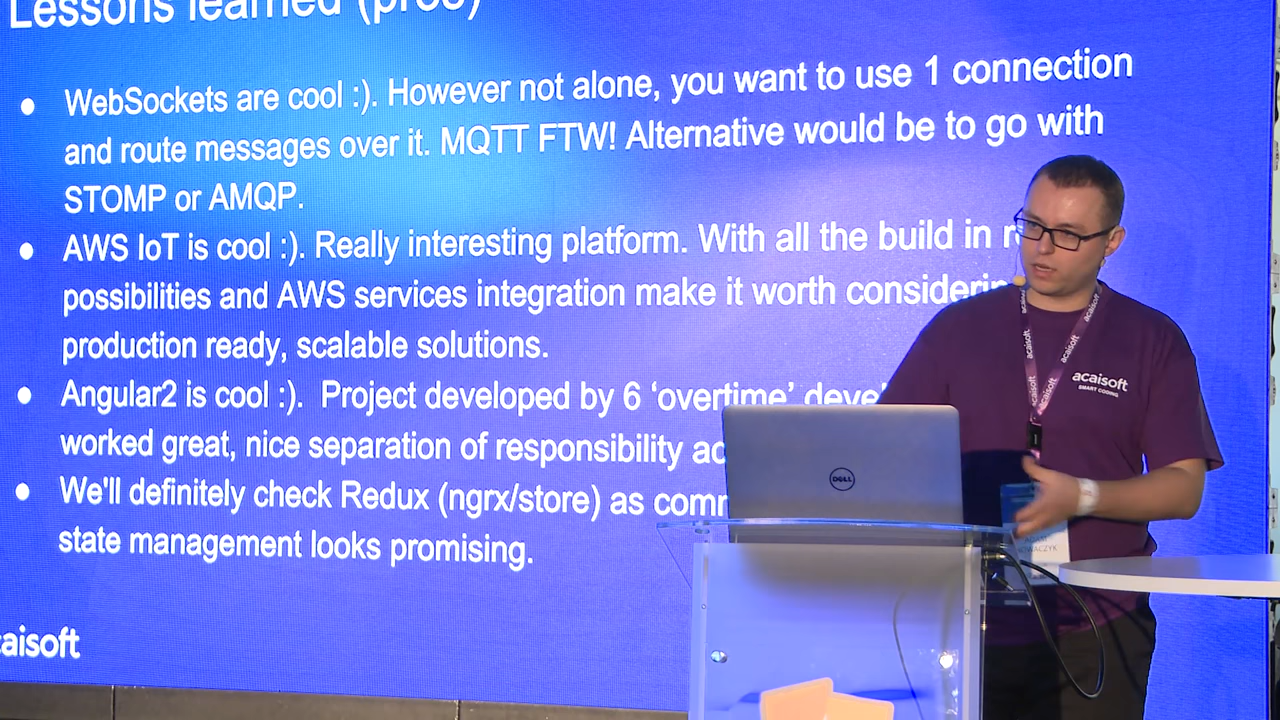 Lessons learned (pros)
● WebSockets are cool :). However not alone, you want to use 1 connection
and route messages over it. MQTT FTW! Alternative would be to go with
STOMP or AMQP.
● AWS IoT is cool :). Really interesting platform. With all the build in
possibilities and AWS services integration make it worth considering
production ready, scalable solutions.
● Angular2 is cool :). Project developed by 6 ‘overtime’
worked great, nice separation of responsibility
● We'll definitely check Redux (ngrx/store) as
state management looks promising.
acaisoft
acaisoft
acaisoft
acaisoft
acaisoft
SMART CODING
DELL